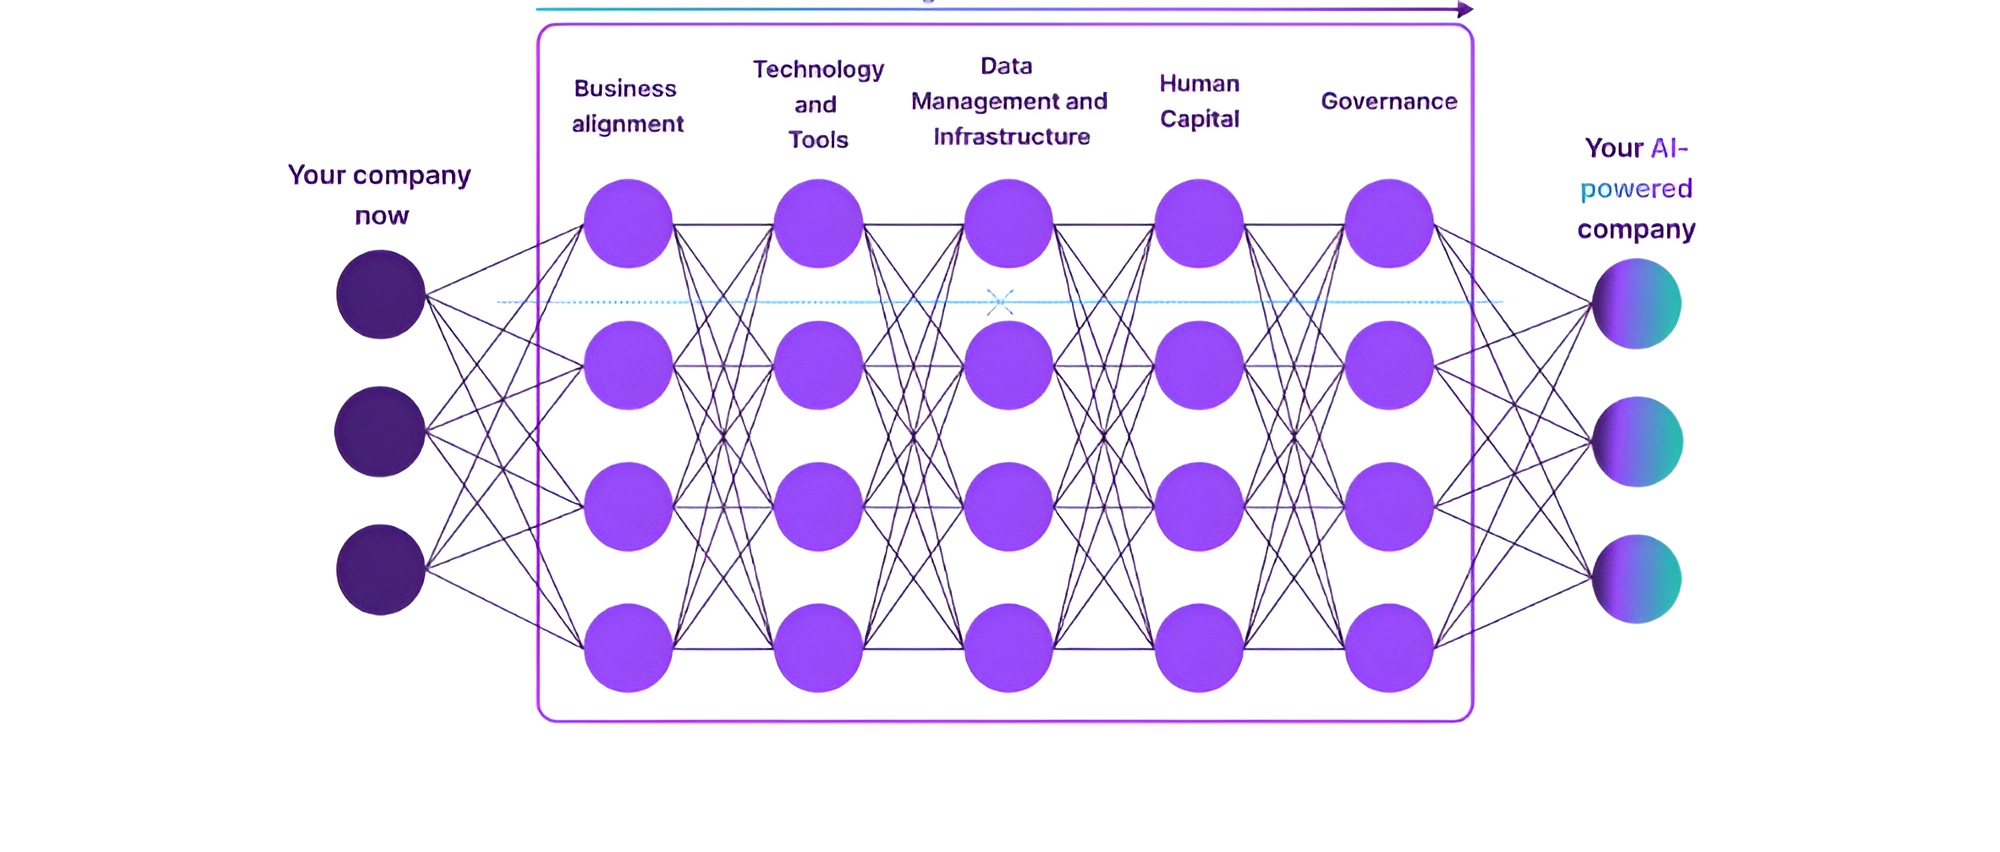 Business
alignment
Technology
and
Tools
Data
Management and
Infrastructure
Human
Capital
Governance
Your company
now
Your AI-
powered
company